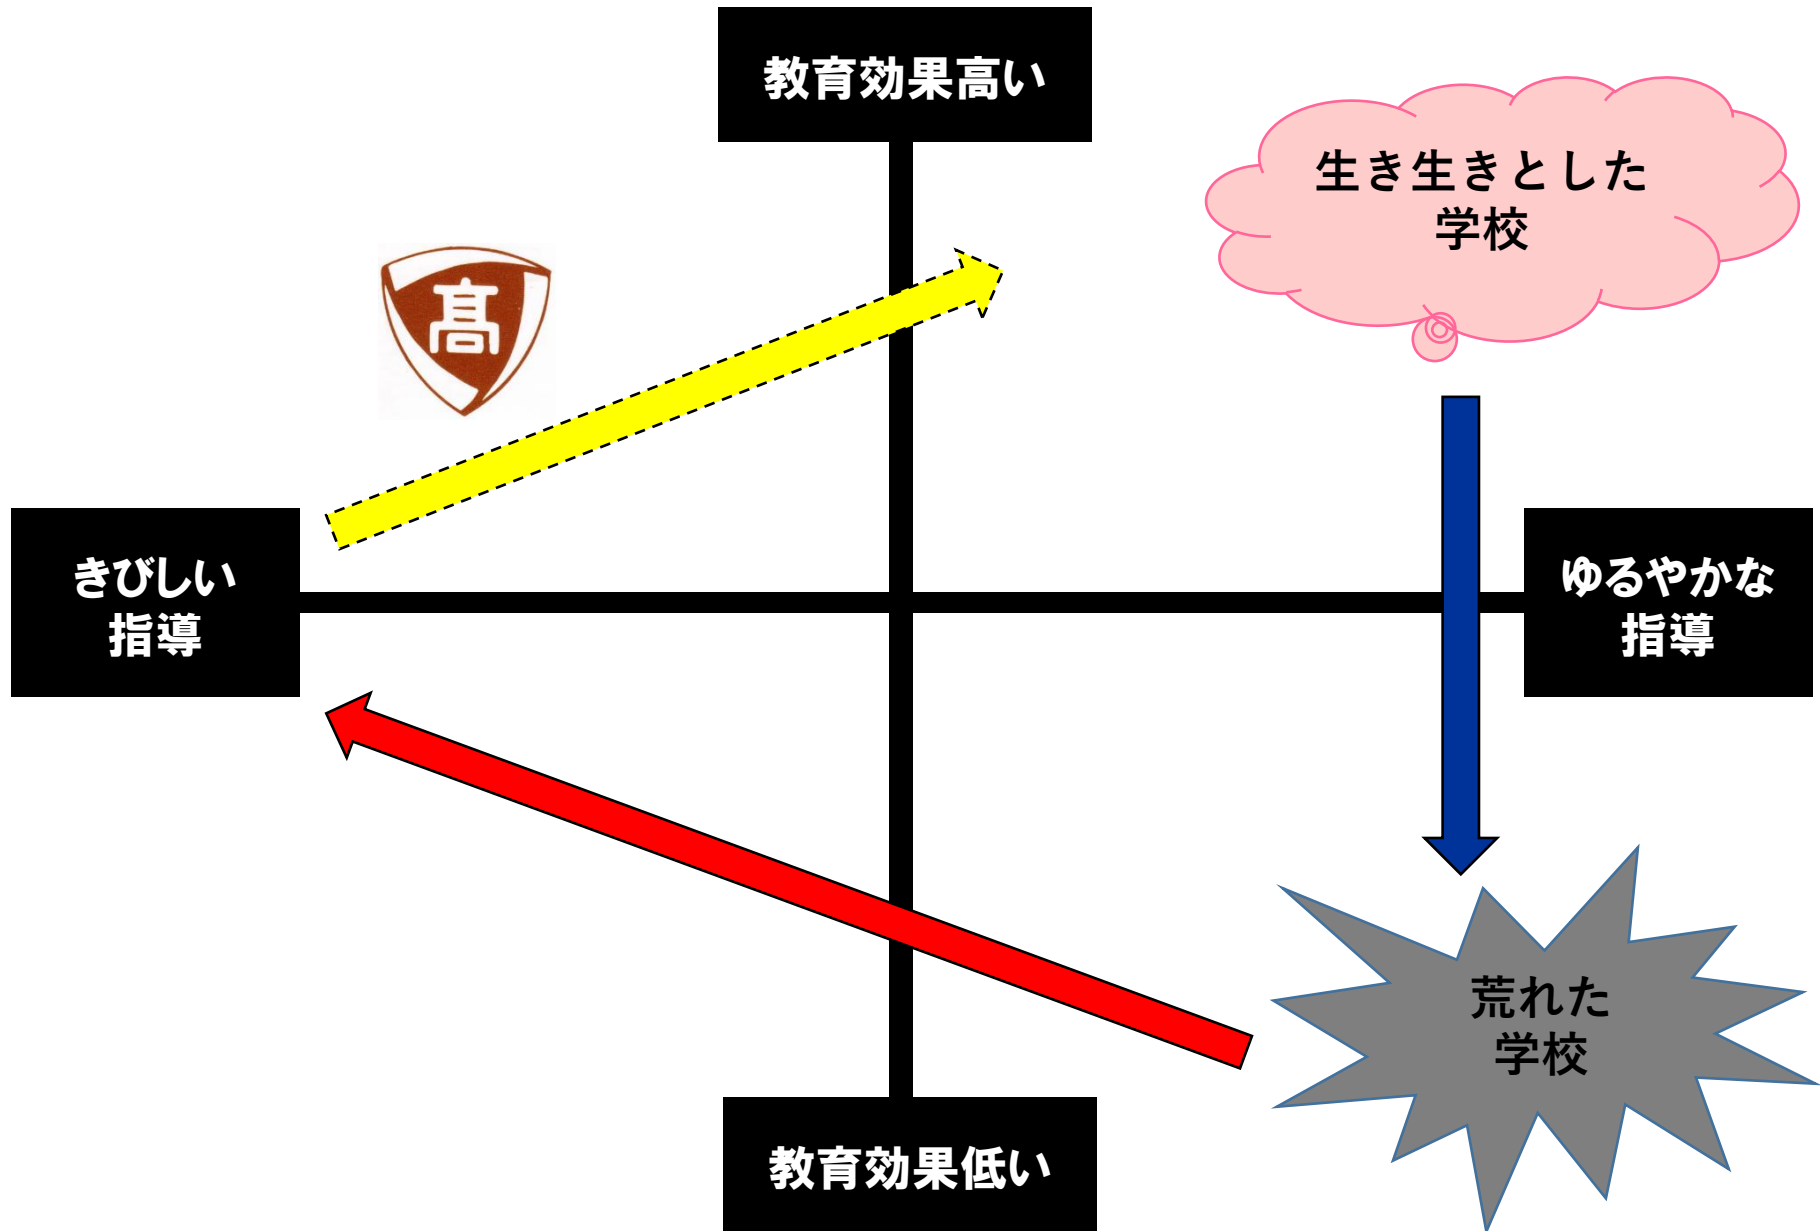 教育効果高い
生き生きとした
学校
髙
きびしい
指導
ゆるやかな
指導
荒れた
学校
教育効果低い